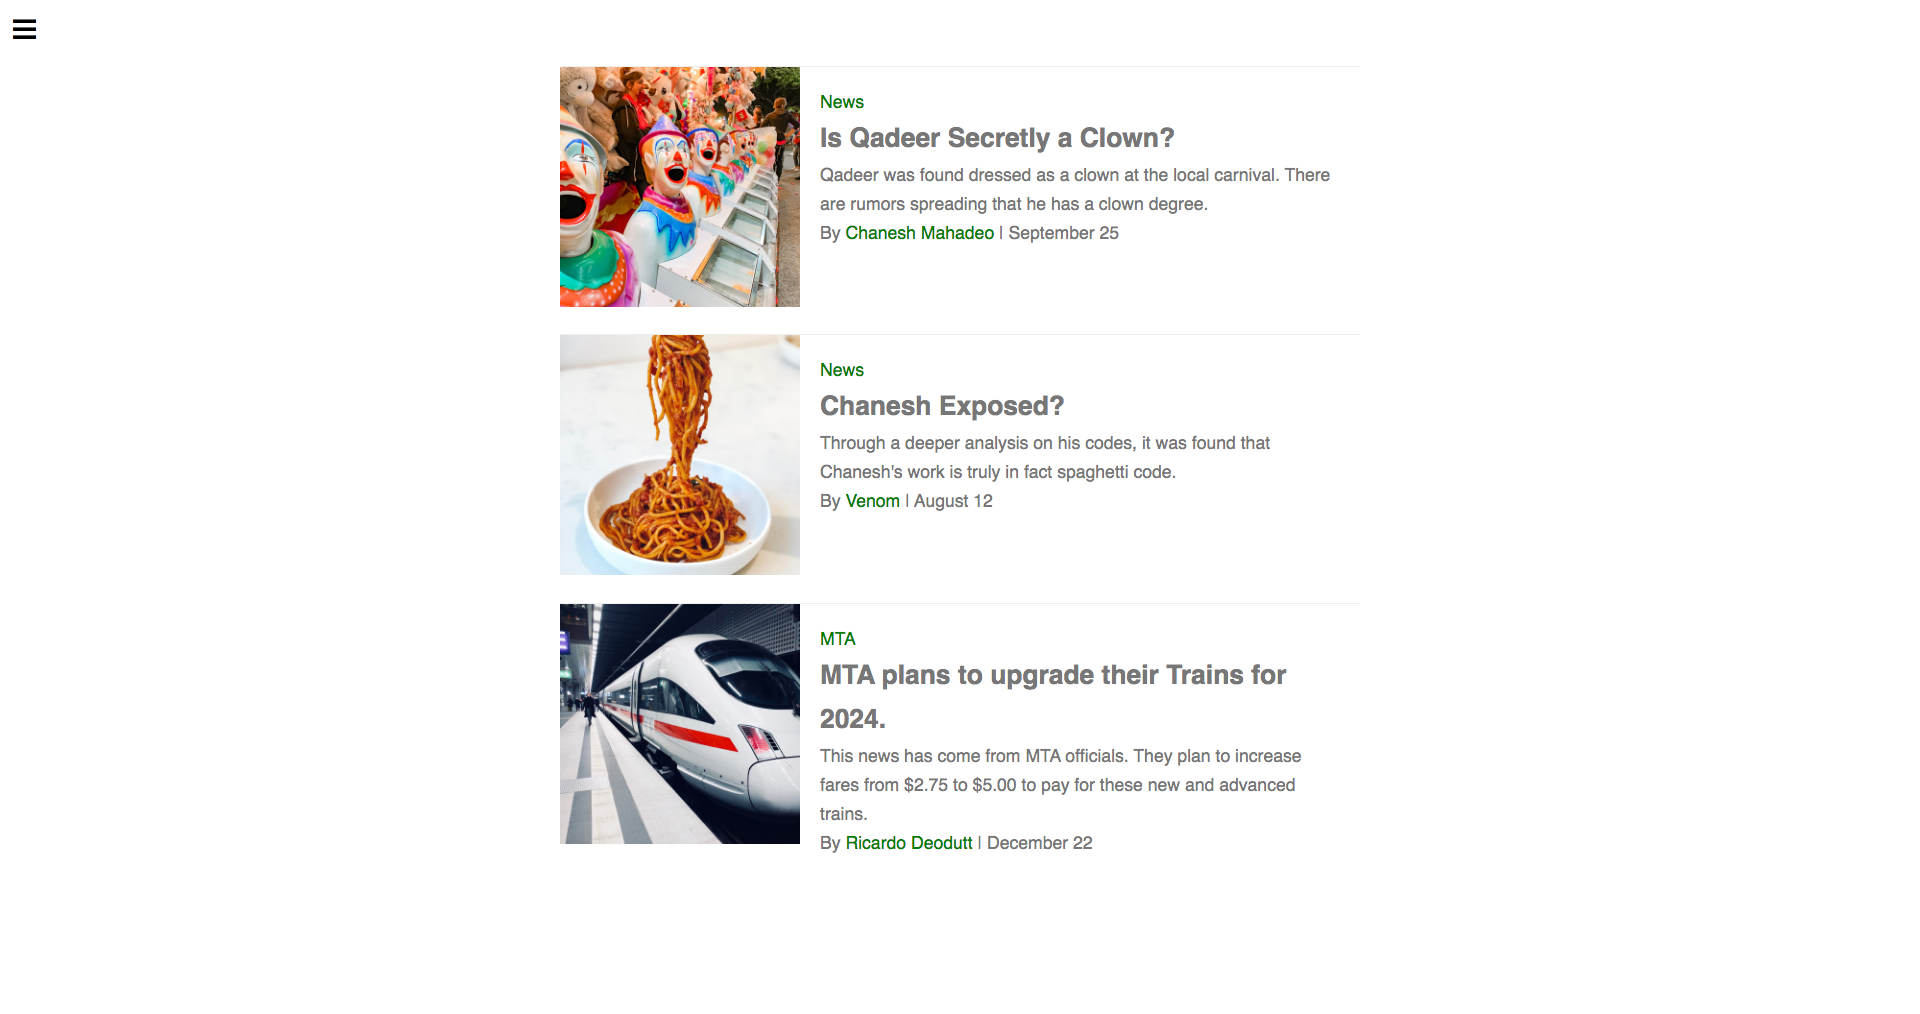 News
Is Qadeer Secretly a Clown?
Qadeer was found dressed as a clown at the local carnival. There
are rumors spreading that he has a clown degree.
By Chanesh Mahadeo | September 25
News
Chanesh Exposed?
Through a deeper analysis on his codes, it was found that
Chanesh's work is truly in fact spaghetti code.
By Venom | August 12
MTA
MTA plans to upgrade their Trains for
2024.
This news has come from MTA officials. They plan to increase
fares from $2.75 to $5.00 to pay for these new and advanced
trains.
By Ricardo Deodutt | December 22